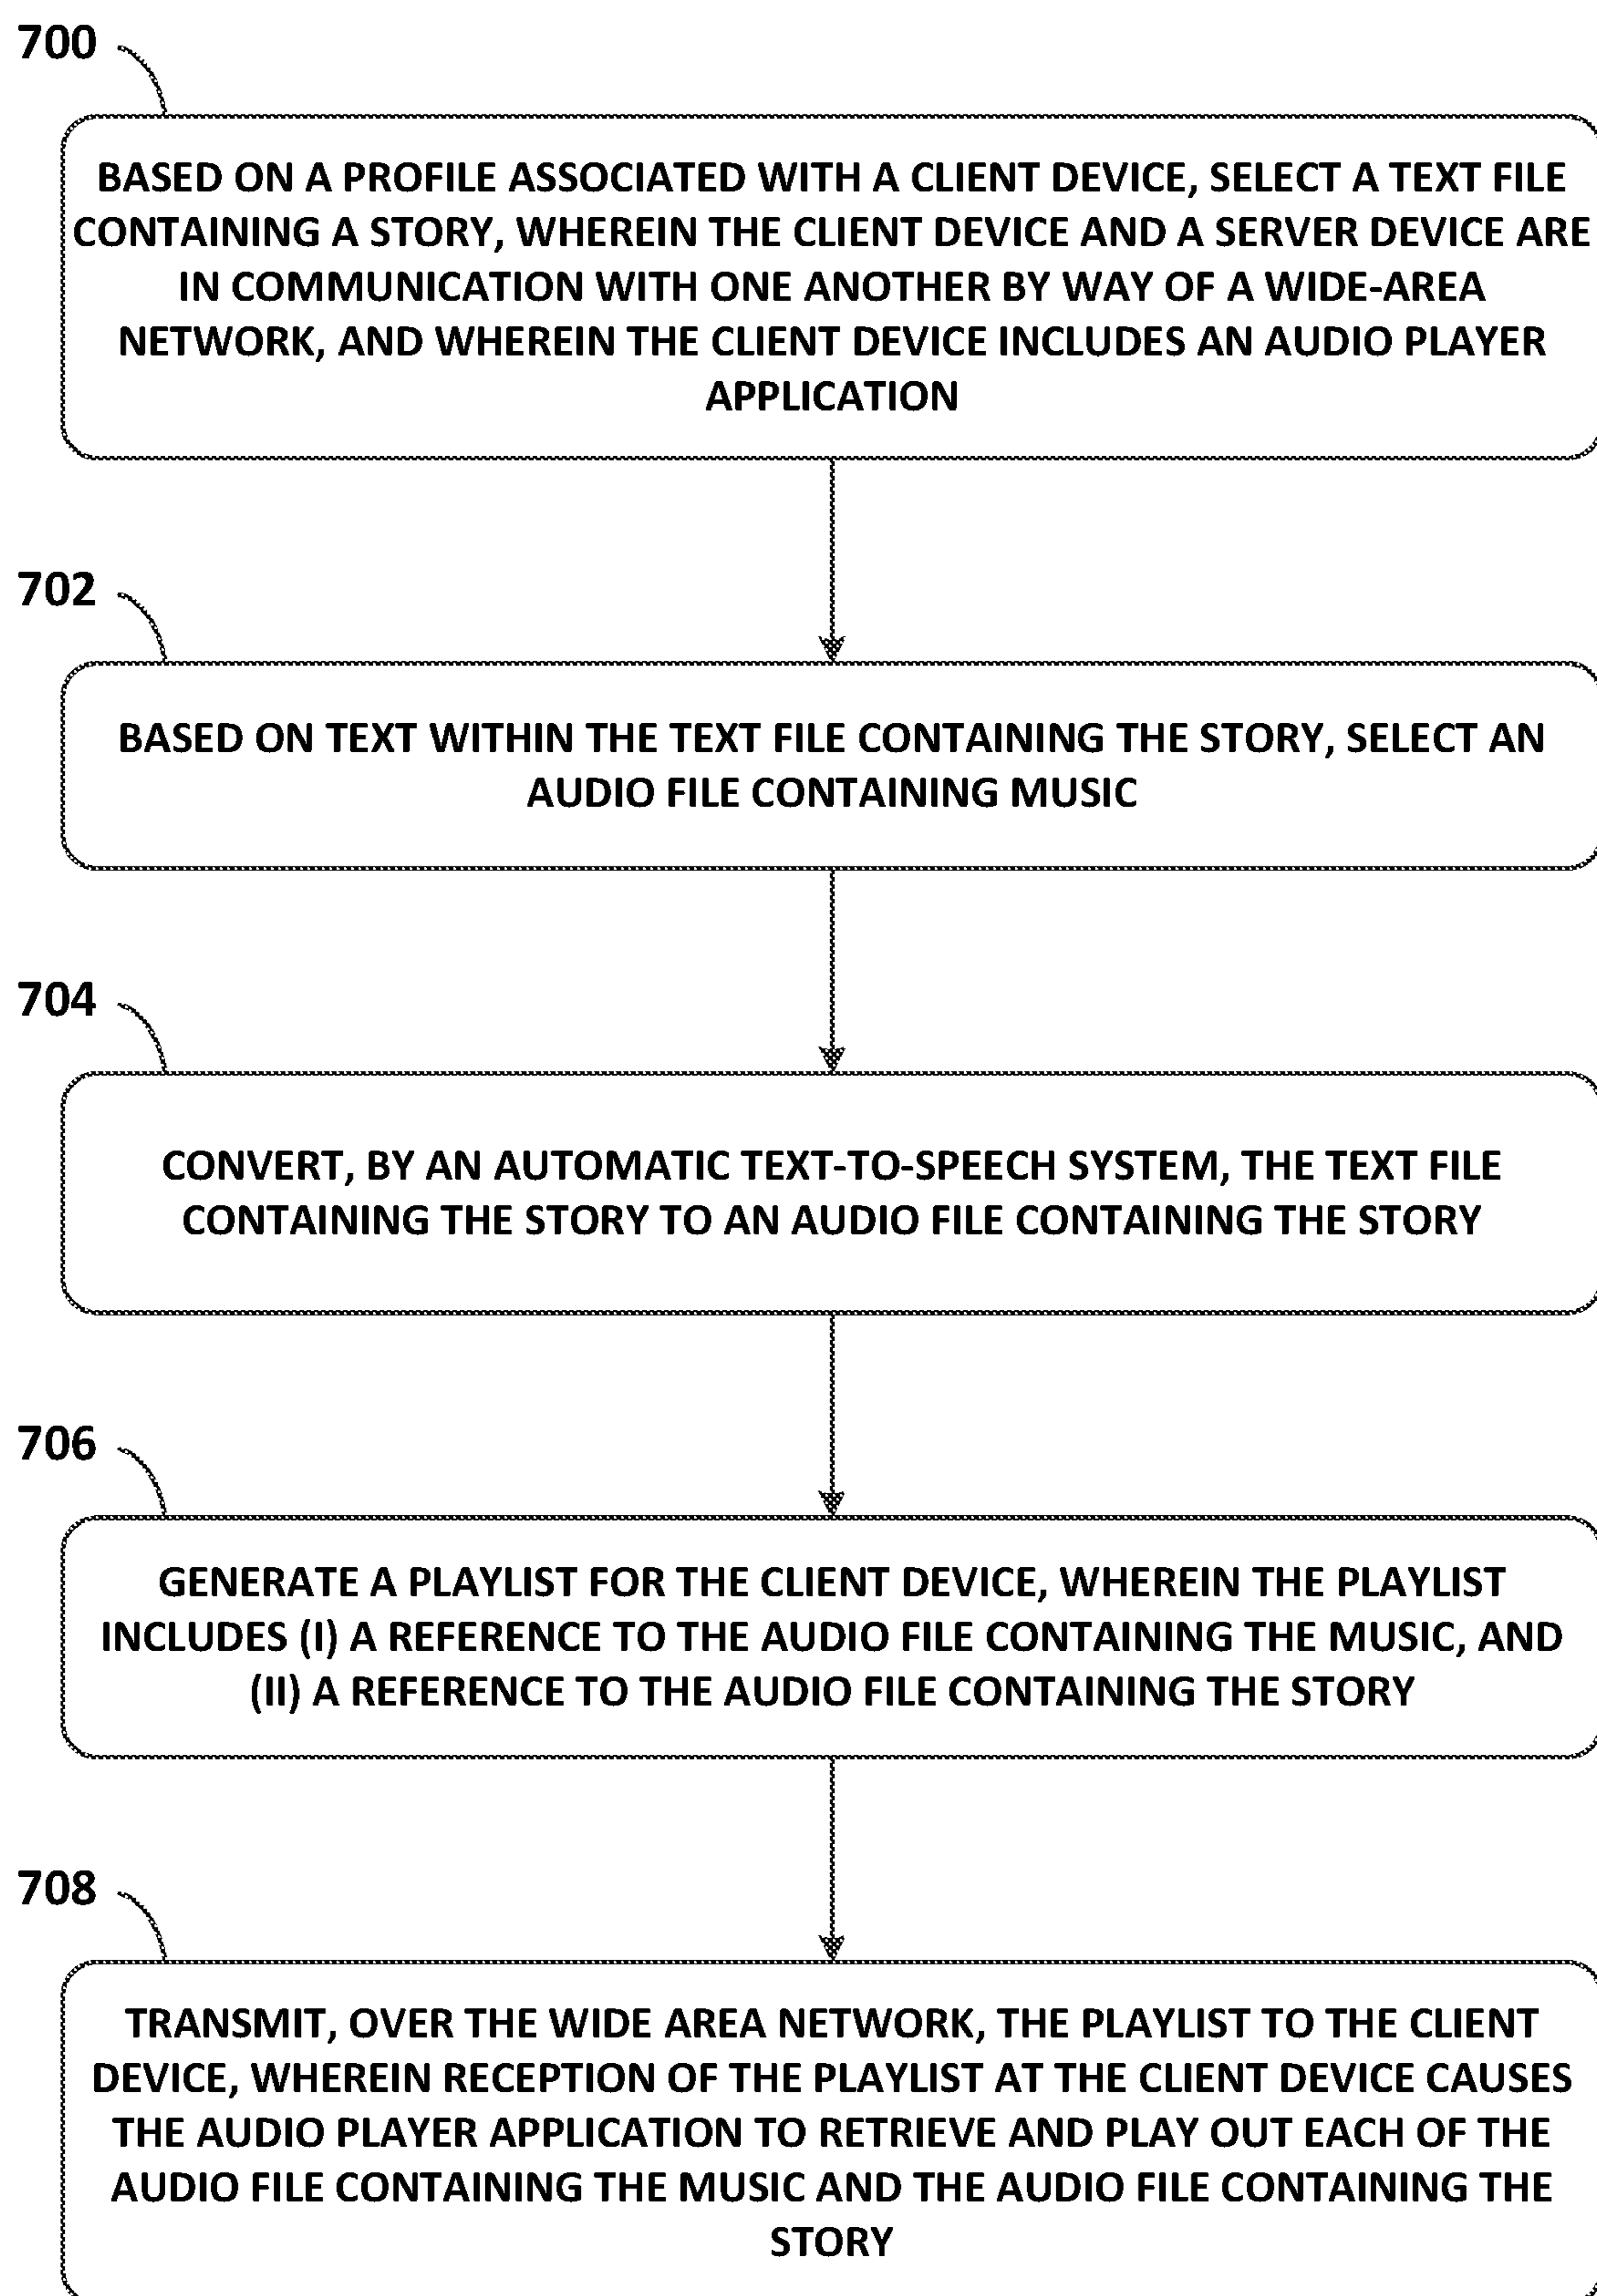 700
BASED ON A PROFILE ASSOCIATED WITH A CLIENT DEVICE, SELECT A TEXT FILE
CONTAINING A STORY, WHEREIN THE CLIENT DEVICE AND A SERVER DEVICE ARE
IN COMMUNICATION WITH ONE ANOTHER BY WAY OF A WIDE-AREA
NETWORK, AND WHEREIN THE CLIENT DEVICE INCLUDES AN AUDIO PLAYER
APPLICATION
702
BASED ON TEXT WITHIN THE TEXT FILE CONTAINING THE STORY, SELECT AN
AUDIO FILE CONTAINING MUSIC
704
CONVERT, BY AN AUTOMATIC TEXT-TO-SPEECH SYSTEM, THE TEXT FILE
CONTAINING THE STORY TO AN AUDIO FILE CONTAINING THE STORY
706
GENERATE A PLAYLIST FOR THE CLIENT DEVICE, WHEREIN THE PLAYLIST
INCLUDES (I) A REFERENCE TO THE AUDIO FILE CONTAINING THE MUSIC, AND
(II) A REFERENCE TO THE AUDIO FILE CONTAINING THE STORY
708
TRANSMIT, OVER THE WIDE AREA NETWORK, THE PLAYLIST TO THE CLIENT
DEVICE, WHEREIN RECEPTION OF THE PLAYLIST AT THE CLIENT DEVICE CAUSES
THE AUDIO PLAYER APPLICATION TO RETRIEVE AND PLAY OUT EACH OF THE
AUDIO FILE CONTAINING THE MUSIC AND THE AUDIO FILE CONTAINING THE
STORY